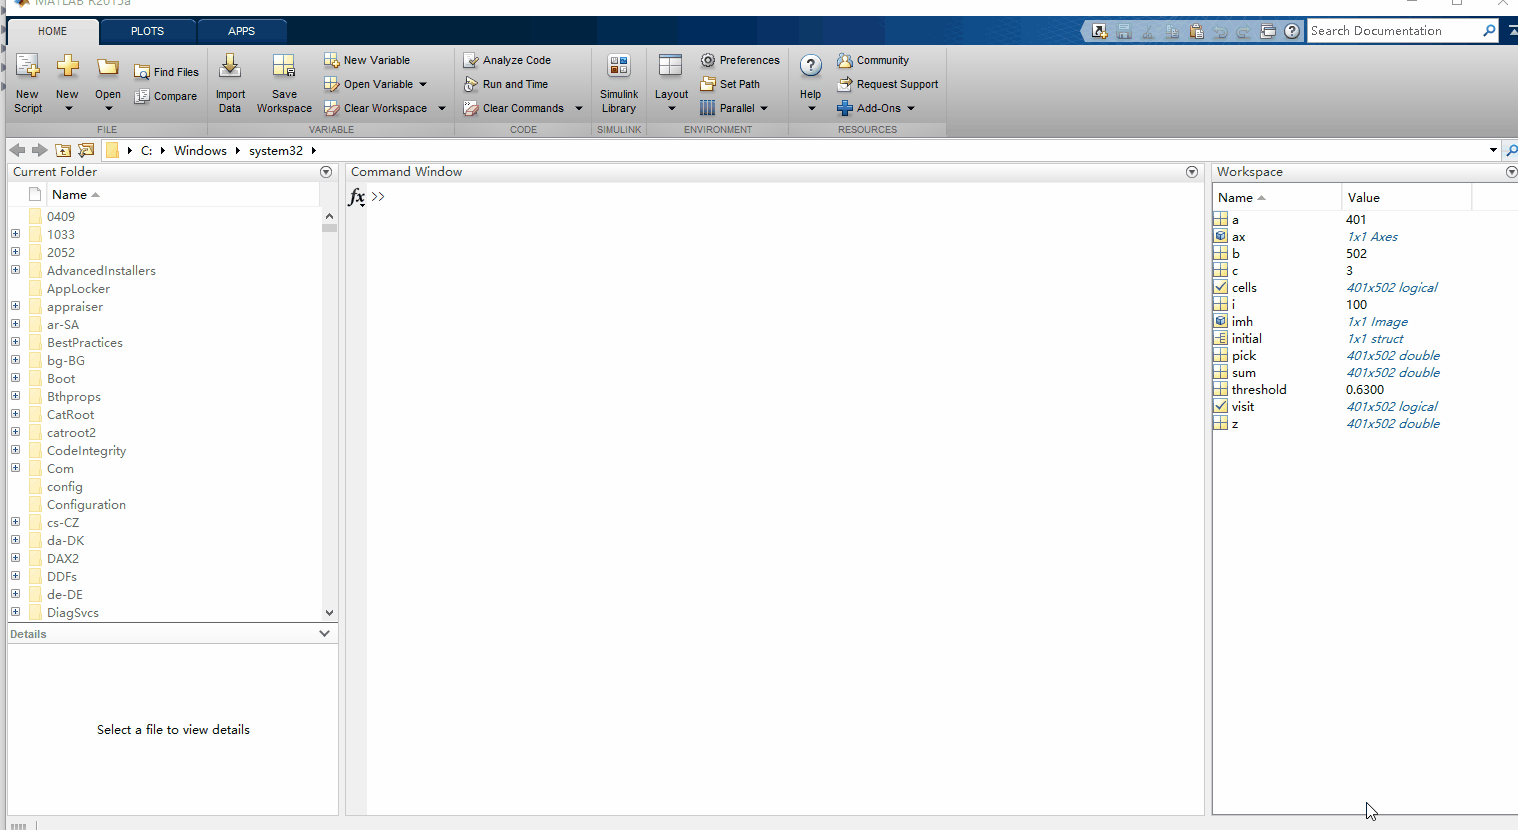 MATLAB R2015a
HOME PLOTS APPS
Search Documentation
New Script
New
Open
Find Files
Compare
FILE
Import Data
Save Workspace
New Variable
Open Variable
Clear Workspace
VARIABLE
Analyze Code
Run and Time
Clear Commands
CODE
Simulink Library
SIMULINK
Layout
Preferences
Set Path
Parallel
ENVIRONMENT
Help
Community
Request Support
Add-Ons
RESOURCES
C: Windows system32
Current Folder
Name
0409
1033
2052
AdvancedInstallers
AppLocker
appraiser
ar-SA
BestPractices
bg-BG
Boot
Bthprops
CatRoot
catroot2
CodeIntegrity
Com
config
Configuration
cs-CZ
da-DK
DAX2
DDFs
de-DE
DiagSvcs
Details
Select a file to view details
Command Window
fx >>
Workspace
Name Value
a 401
ax 1x1 Axes
b 502
c 3
cells 401x502 logical
i 100
imh 1x1 Image
initial 1x1 struct
pick 401x502 double
sum 401x502 double
threshold 0.6300
visit 401x502 logical
z 401x502 double